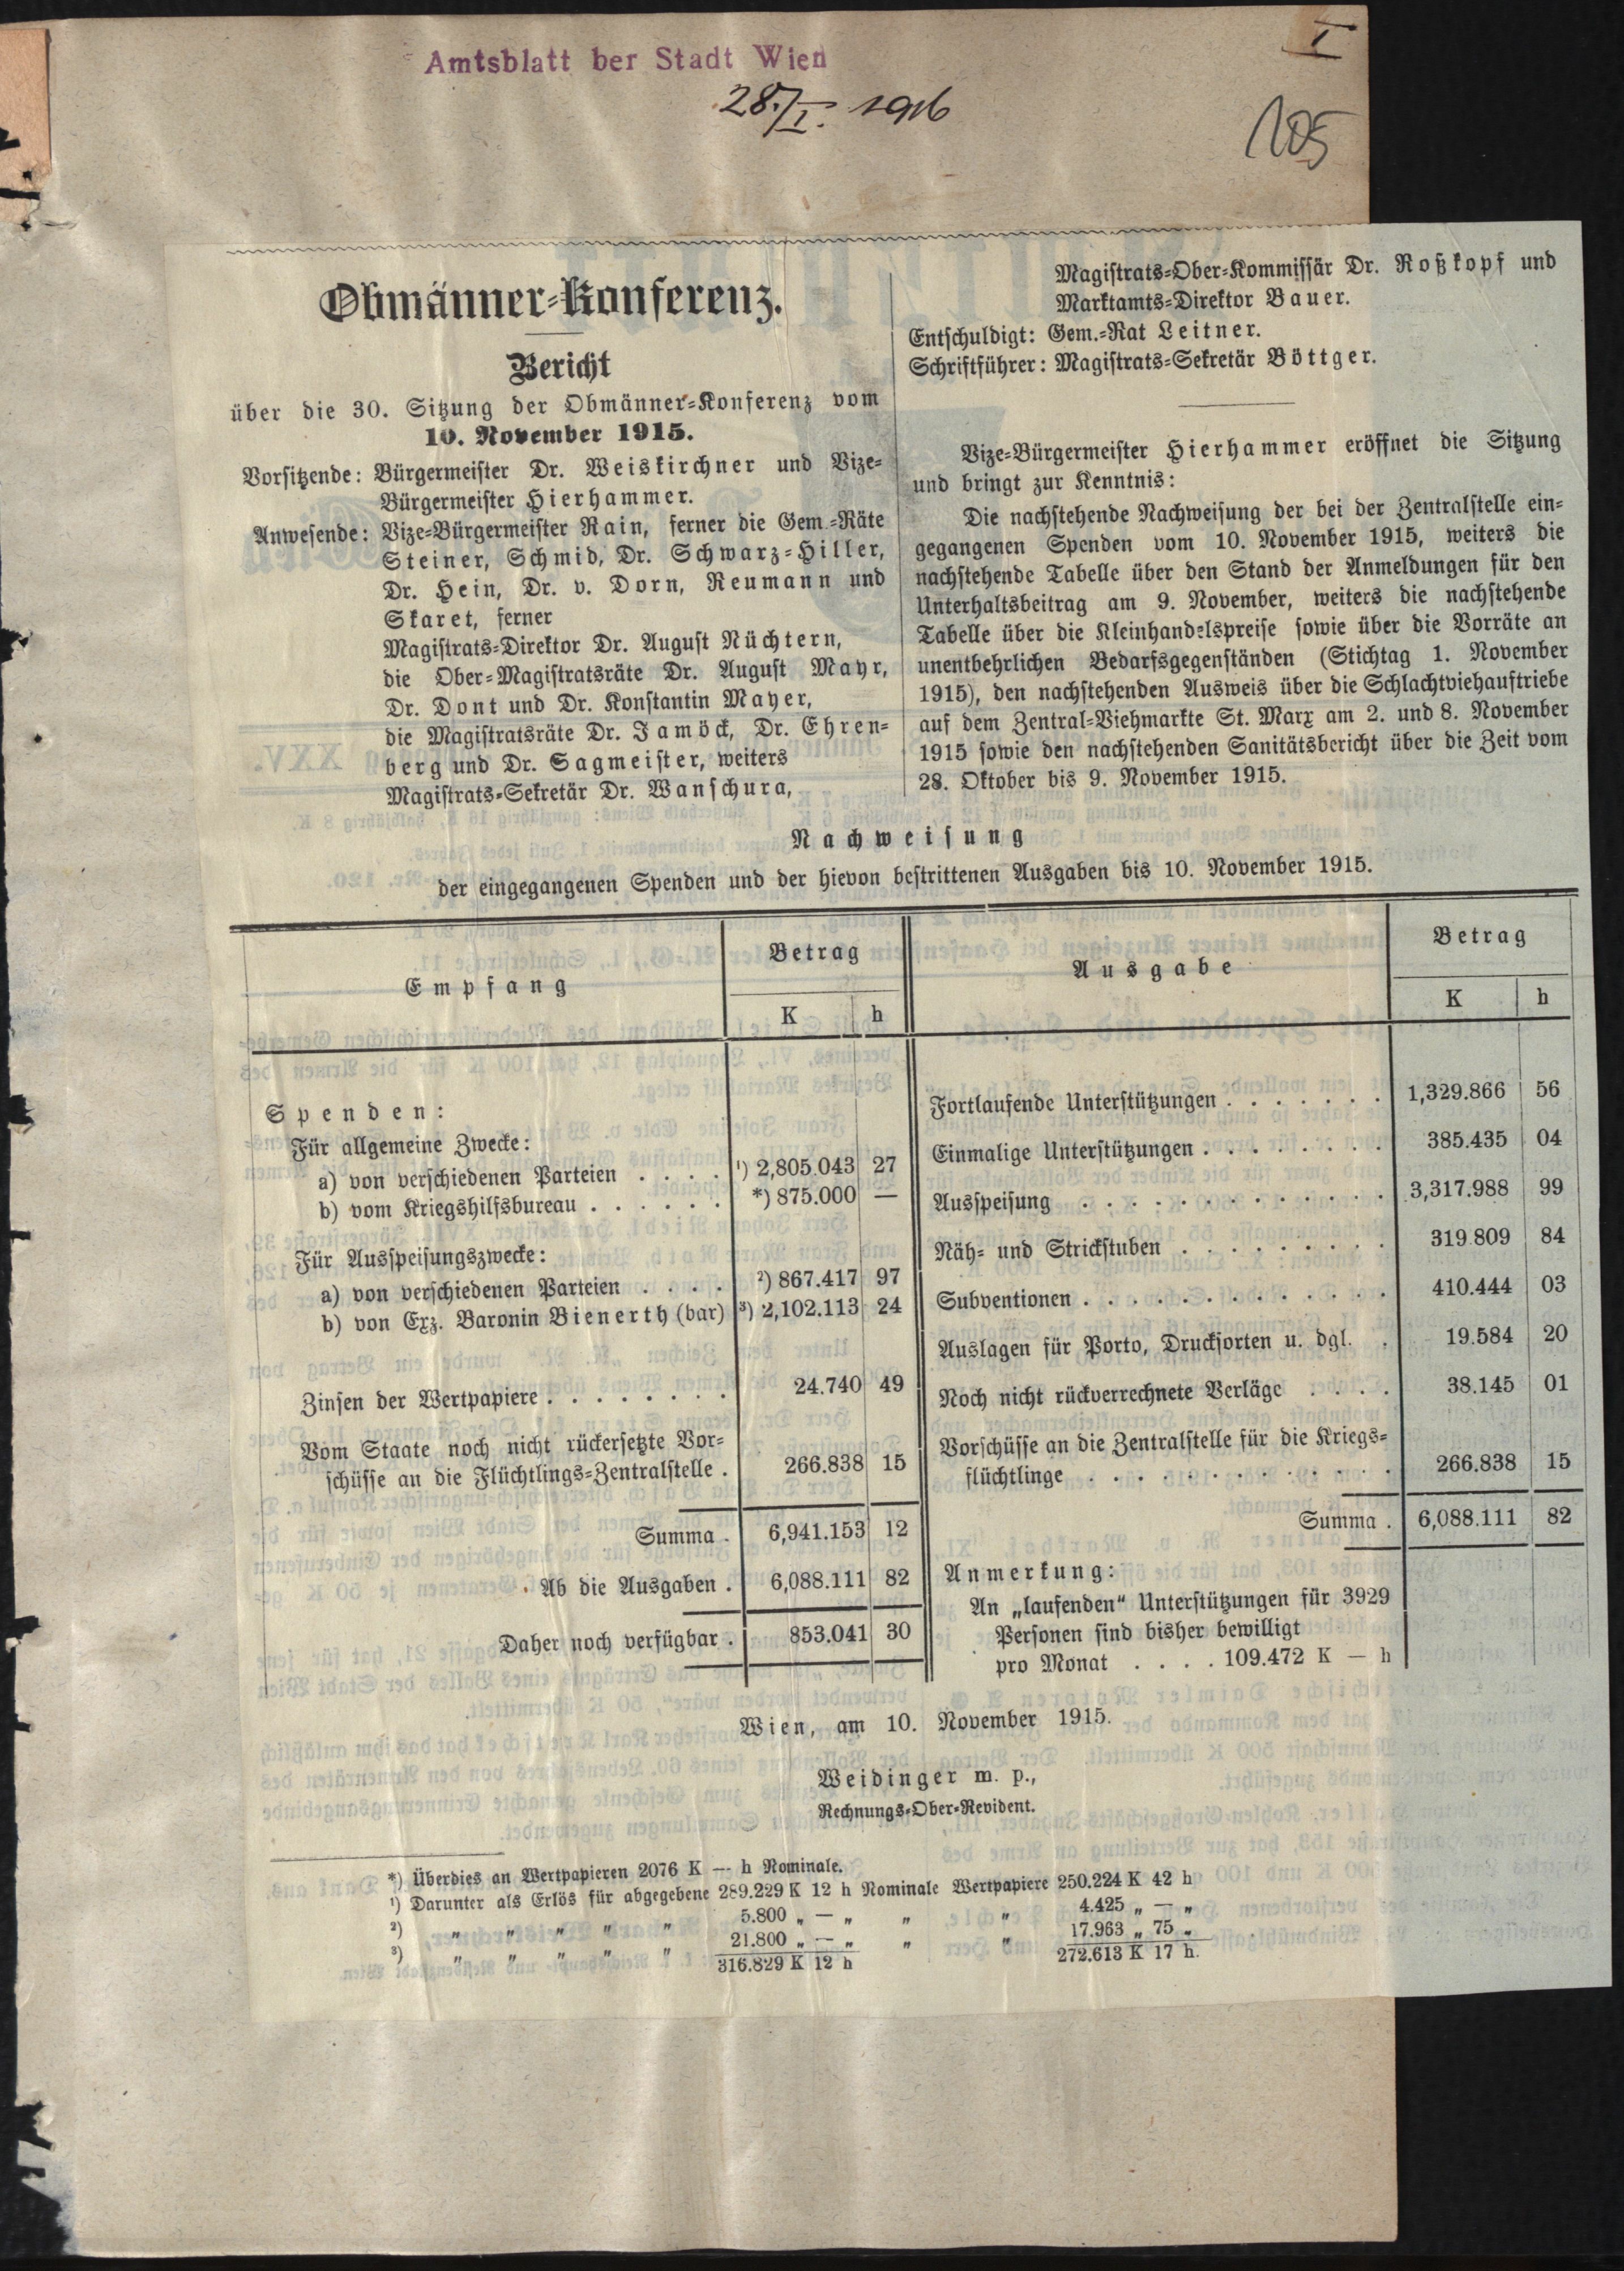 Amtsblatt der Stadt Wien
28./I. 1916
I
105
Obmänner-Konferenz.
Bericht
über die 30. Sitzung der Obmänner-Konferenz vom
10. November 1915.
Vorsitzende: Bürgermeister Dr. Weiskirchner und Vize-
Bürgermeister Hierhammer.
Anwesende: Vize-Bürgermeister Rain, ferner die Gem.-Räte
Steiner, Schmid, Dr. Schwarz-Hiller,
Dr. Hein, Dr. v. Dorn, Reumann und
Skaret, ferner
Magistrats-Direktor Dr. August Nüchtern,
die Ober-Magistratsräte Dr. August Mayr,
Dr. Dont und Dr. Konstantin Mayer,
die Magistratsräte Dr. Jamöck, Dr. Ehren-
berg und Dr. Sagmeister, weiters
Magistrats-Sekretär Dr. Wanschura,
Magistrats-Ober-Kommissär Dr. Roßkopf und
Marktamts-Direktor Bauer.
Entschuldigt: Gem.-Rat Leitner.
Schriftführer: Magistrats-Sekretär Böttger.
Vize-Bürgermeister Hierhammer eröffnet die Sitzung
und bringt zur Kenntnis:
Die nachstehende Nachweisung der bei der Zentralstelle ein-
gegangenen Spenden vom 10. November 1915, weiters die
nachstehende Tabelle über den Stand der Anmeldungen für den
Unterhaltsbeitrag am 9. November, weiters die nachstehende
Tabelle über die Kleinhandelspreise sowie über die Vorräte an
unentbehrlichen Bedarfsgegenständen (Stichtag 1. November
1915), den nachstehenden Ausweis über die Schlachtviehauftriebe
auf dem Zentral-Viehmarkte St. Marx am 2. und 8. November
1915 sowie den nachstehenden Sanitätsbericht über die Zeit vom
28. Oktober bis 9. November 1915.
Nachweisung
der eingegangenen Spenden und der hievon bestrittenen Ausgaben bis 10. November 1915.
Empfang Betrag
K h
Spenden:
Für allgemeine Zwecke:
a) von verschiedenen Parteien . . . . ¹) 2,805.043 27
b) vom Kriegshilfsbureau . . . . . . *) 875.000 —
Für Ausspeisungszwecke:
a) von verschiedenen Parteien . . . . ²) 867.417 97
b) von Exz. Baronin Bienerth (bar) ³) 2,102.113 24
Zinsen der Wertpapiere . . . . . . . . 24.740 49
Vom Staate noch nicht rückersetzte Vor-
schüsse an die Flüchtlings-Zentralstelle . 266.838 15
Summa . 6,941.153 12
Ab die Ausgaben . 6,088.111 82
Daher noch verfügbar . 853.041 30
Ausgabe Betrag
K h
Fortlaufende Unterstützungen . . . . . . . 1,329.866 56
Einmalige Unterstützungen . . . . . . . . 385.435 04
Ausspeisung . . . . . . . . . . . . . 3,317.988 99
Näh- und Strickstuben . . . . . . . . . 319.809 84
Subventionen . . . . . . . . . . . . . 410.444 03
Auslagen für Porto, Drucksorten u. dgl. . 19.584 20
Noch nicht rückverrechnete Verläge . . . . 38.145 01
Vorschüsse an die Zentralstelle für die Kriegs-
flüchtlinge . . . . . . . . . . . . . 266.838 15
Summa . 6,088.111 82
Anmerkung:
An „laufenden“ Unterstützungen für 3929
Personen sind bisher bewilligt
pro Monat . . . . 109.472 K — h
Wien, am 10. November 1915.
Weidinger m. p.,
Rechnungs-Ober-Revident.
*) Überdies an Wertpapieren 2076 K — h Nominale.
¹) Darunter als Erlös für abgegebene 289.229 K 12 h Nominale Wertpapiere 250.224 K 42 h
²) „ „ „ „ „ 5.800 „ — „ „ „ 4.425 „ — „
³) „ „ „ „ „ 21.800 „ — „ „ „ 17.963 „ 75 „
316.829 K 12 h 272.613 K 17 h.